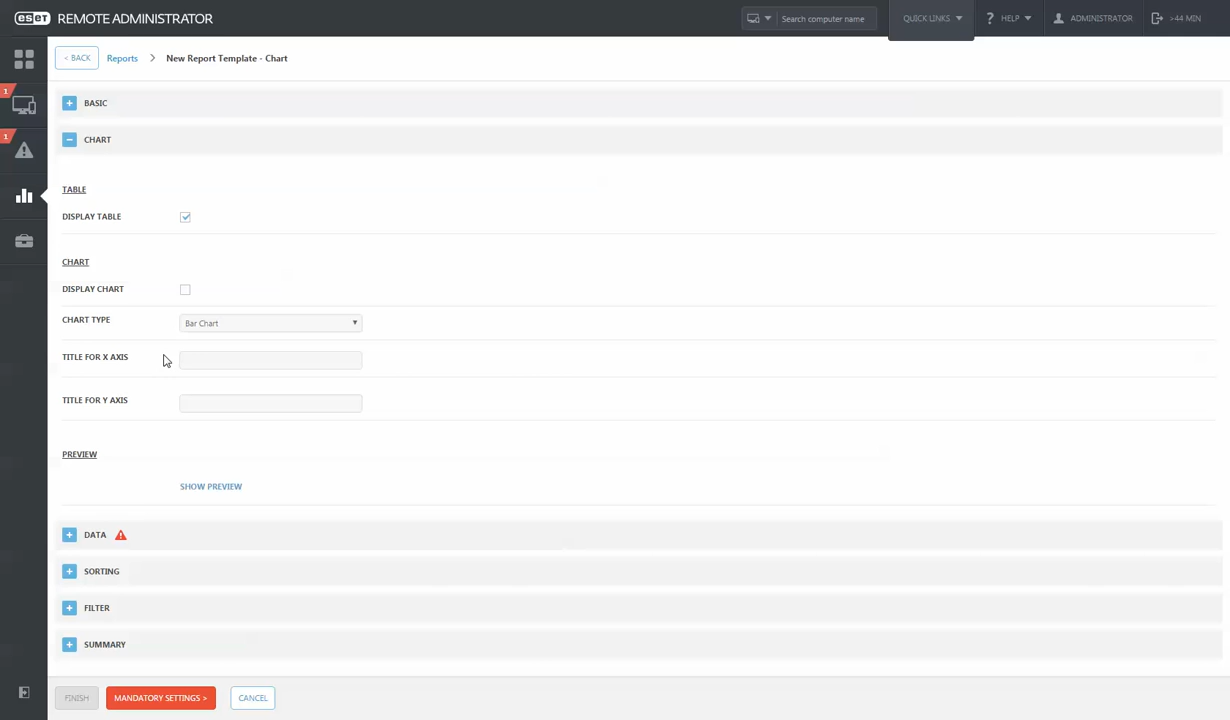 eset REMOTE ADMINISTRATOR
Search computer name
QUICK LINKS
? HELP
ADMINISTRATOR
>44 MIN
< BACK
Reports > New Report Template - Chart
1
1
+ BASIC
− CHART
TABLE
DISPLAY TABLE
CHART
DISPLAY CHART
CHART TYPE
Bar Chart
TITLE FOR X AXIS
TITLE FOR Y AXIS
PREVIEW
SHOW PREVIEW
+ DATA
+ SORTING
+ FILTER
+ SUMMARY
FINISH
MANDATORY SETTINGS >
CANCEL